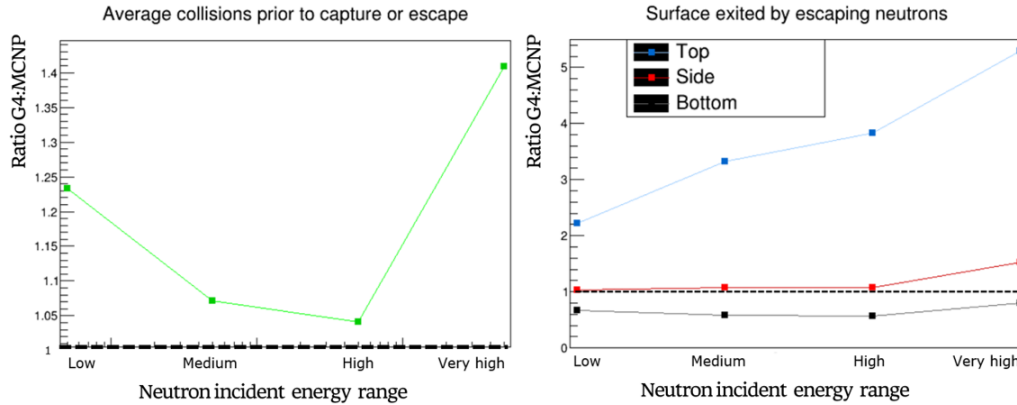 Average collisions prior to capture or escape
Ratio G4:MCNP
1.4
1.35
1.3
1.25
1.2
1.15
1.1
1.05
1
Low Medium High Very high
Neutron incident energy range
Surface exited by escaping neutrons
Ratio G4:MCNP
Top
Side
Bottom
5
4
3
2
1
0
Low Medium High Very high
Neutron incident energy range